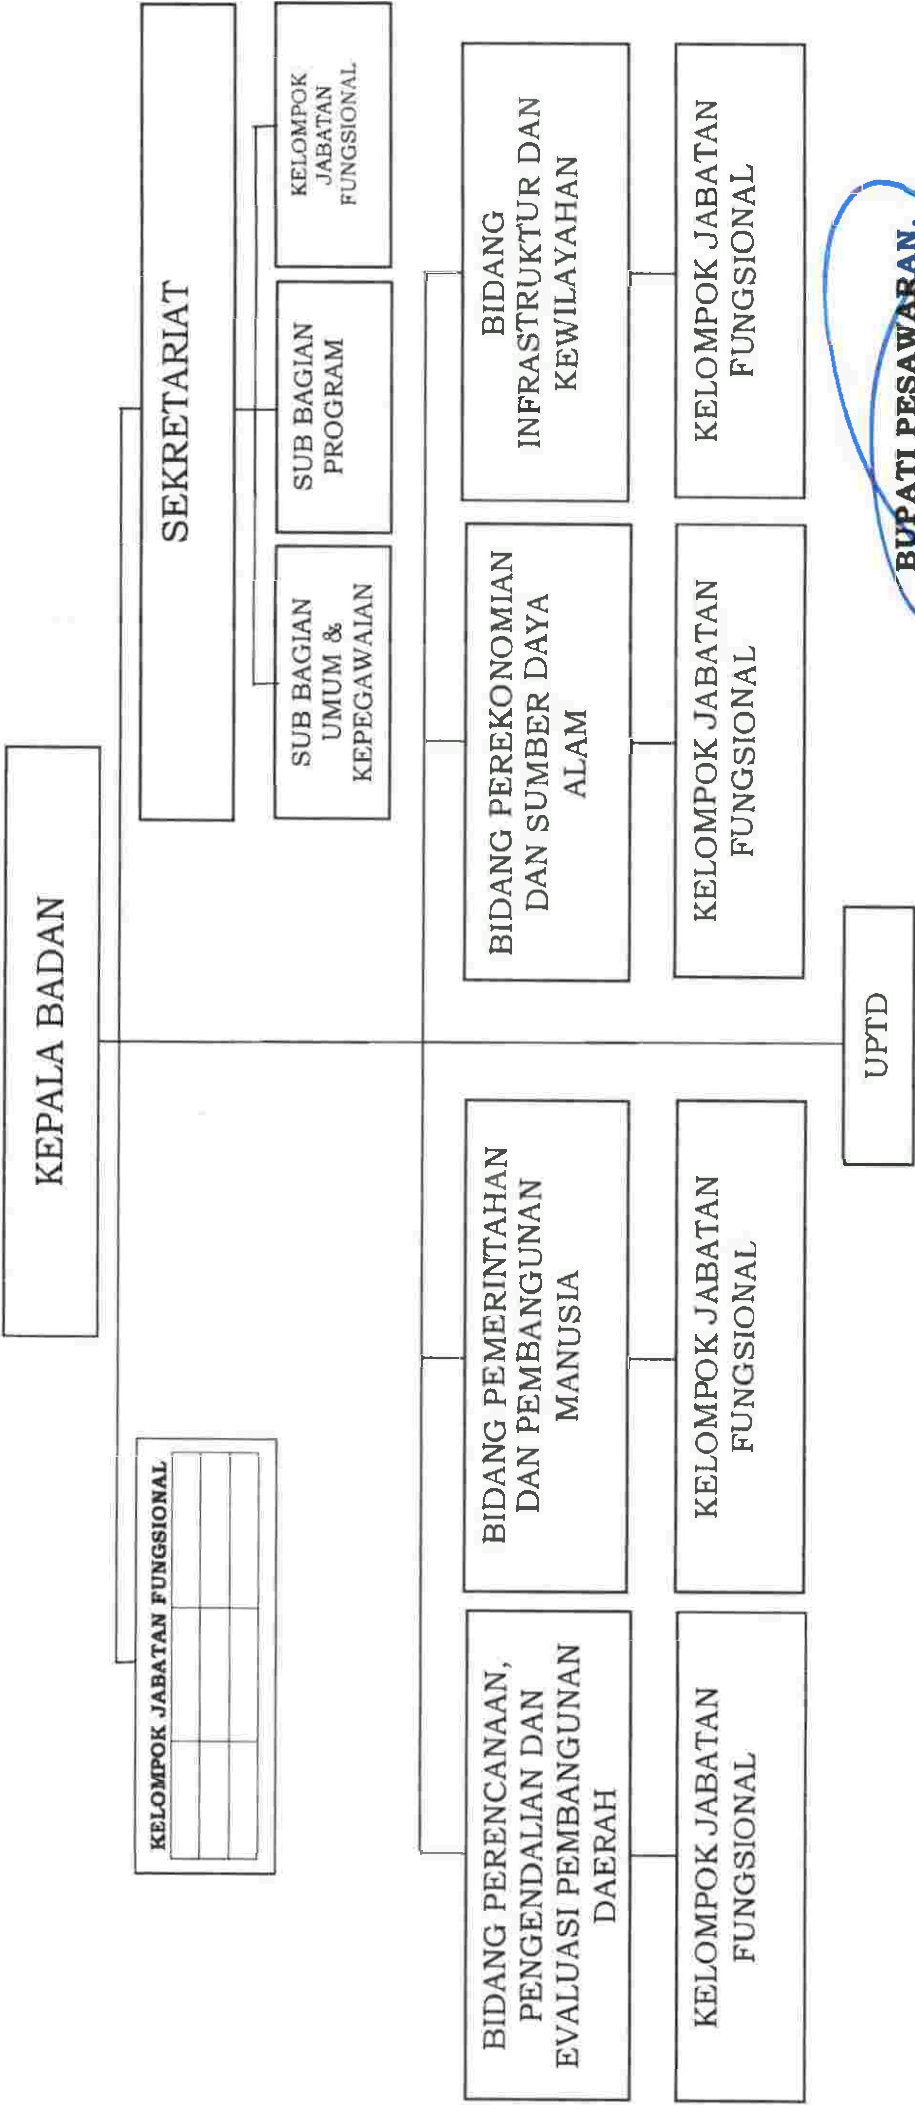 KEPALA BADAN
KELOMPOK JABATAN FUNGSIONAL
SEKRETARIAT
SUB BAGIAN
UMUM &
KEPEGAWAIAN
SUB BAGIAN
PROGRAM
KELOMPOK
JABATAN
FUNGSIONAL
BIDANG PERENCANAAN,
PENGENDALIAN DAN
EVALUASI PEMBANGUNAN
DAERAH
BIDANG PEMERINTAHAN
DAN PEMBANGUNAN
MANUSIA
BIDANG PEREKONOMIAN
DAN SUMBER DAYA
ALAM
BIDANG
INFRASTRUKTUR DAN
KEWILAYAHAN
KELOMPOK JABATAN
FUNGSIONAL
KELOMPOK JABATAN
FUNGSIONAL
KELOMPOK JABATAN
FUNGSIONAL
KELOMPOK JABATAN
FUNGSIONAL
UPTD
BUPATI PESAWARAN,